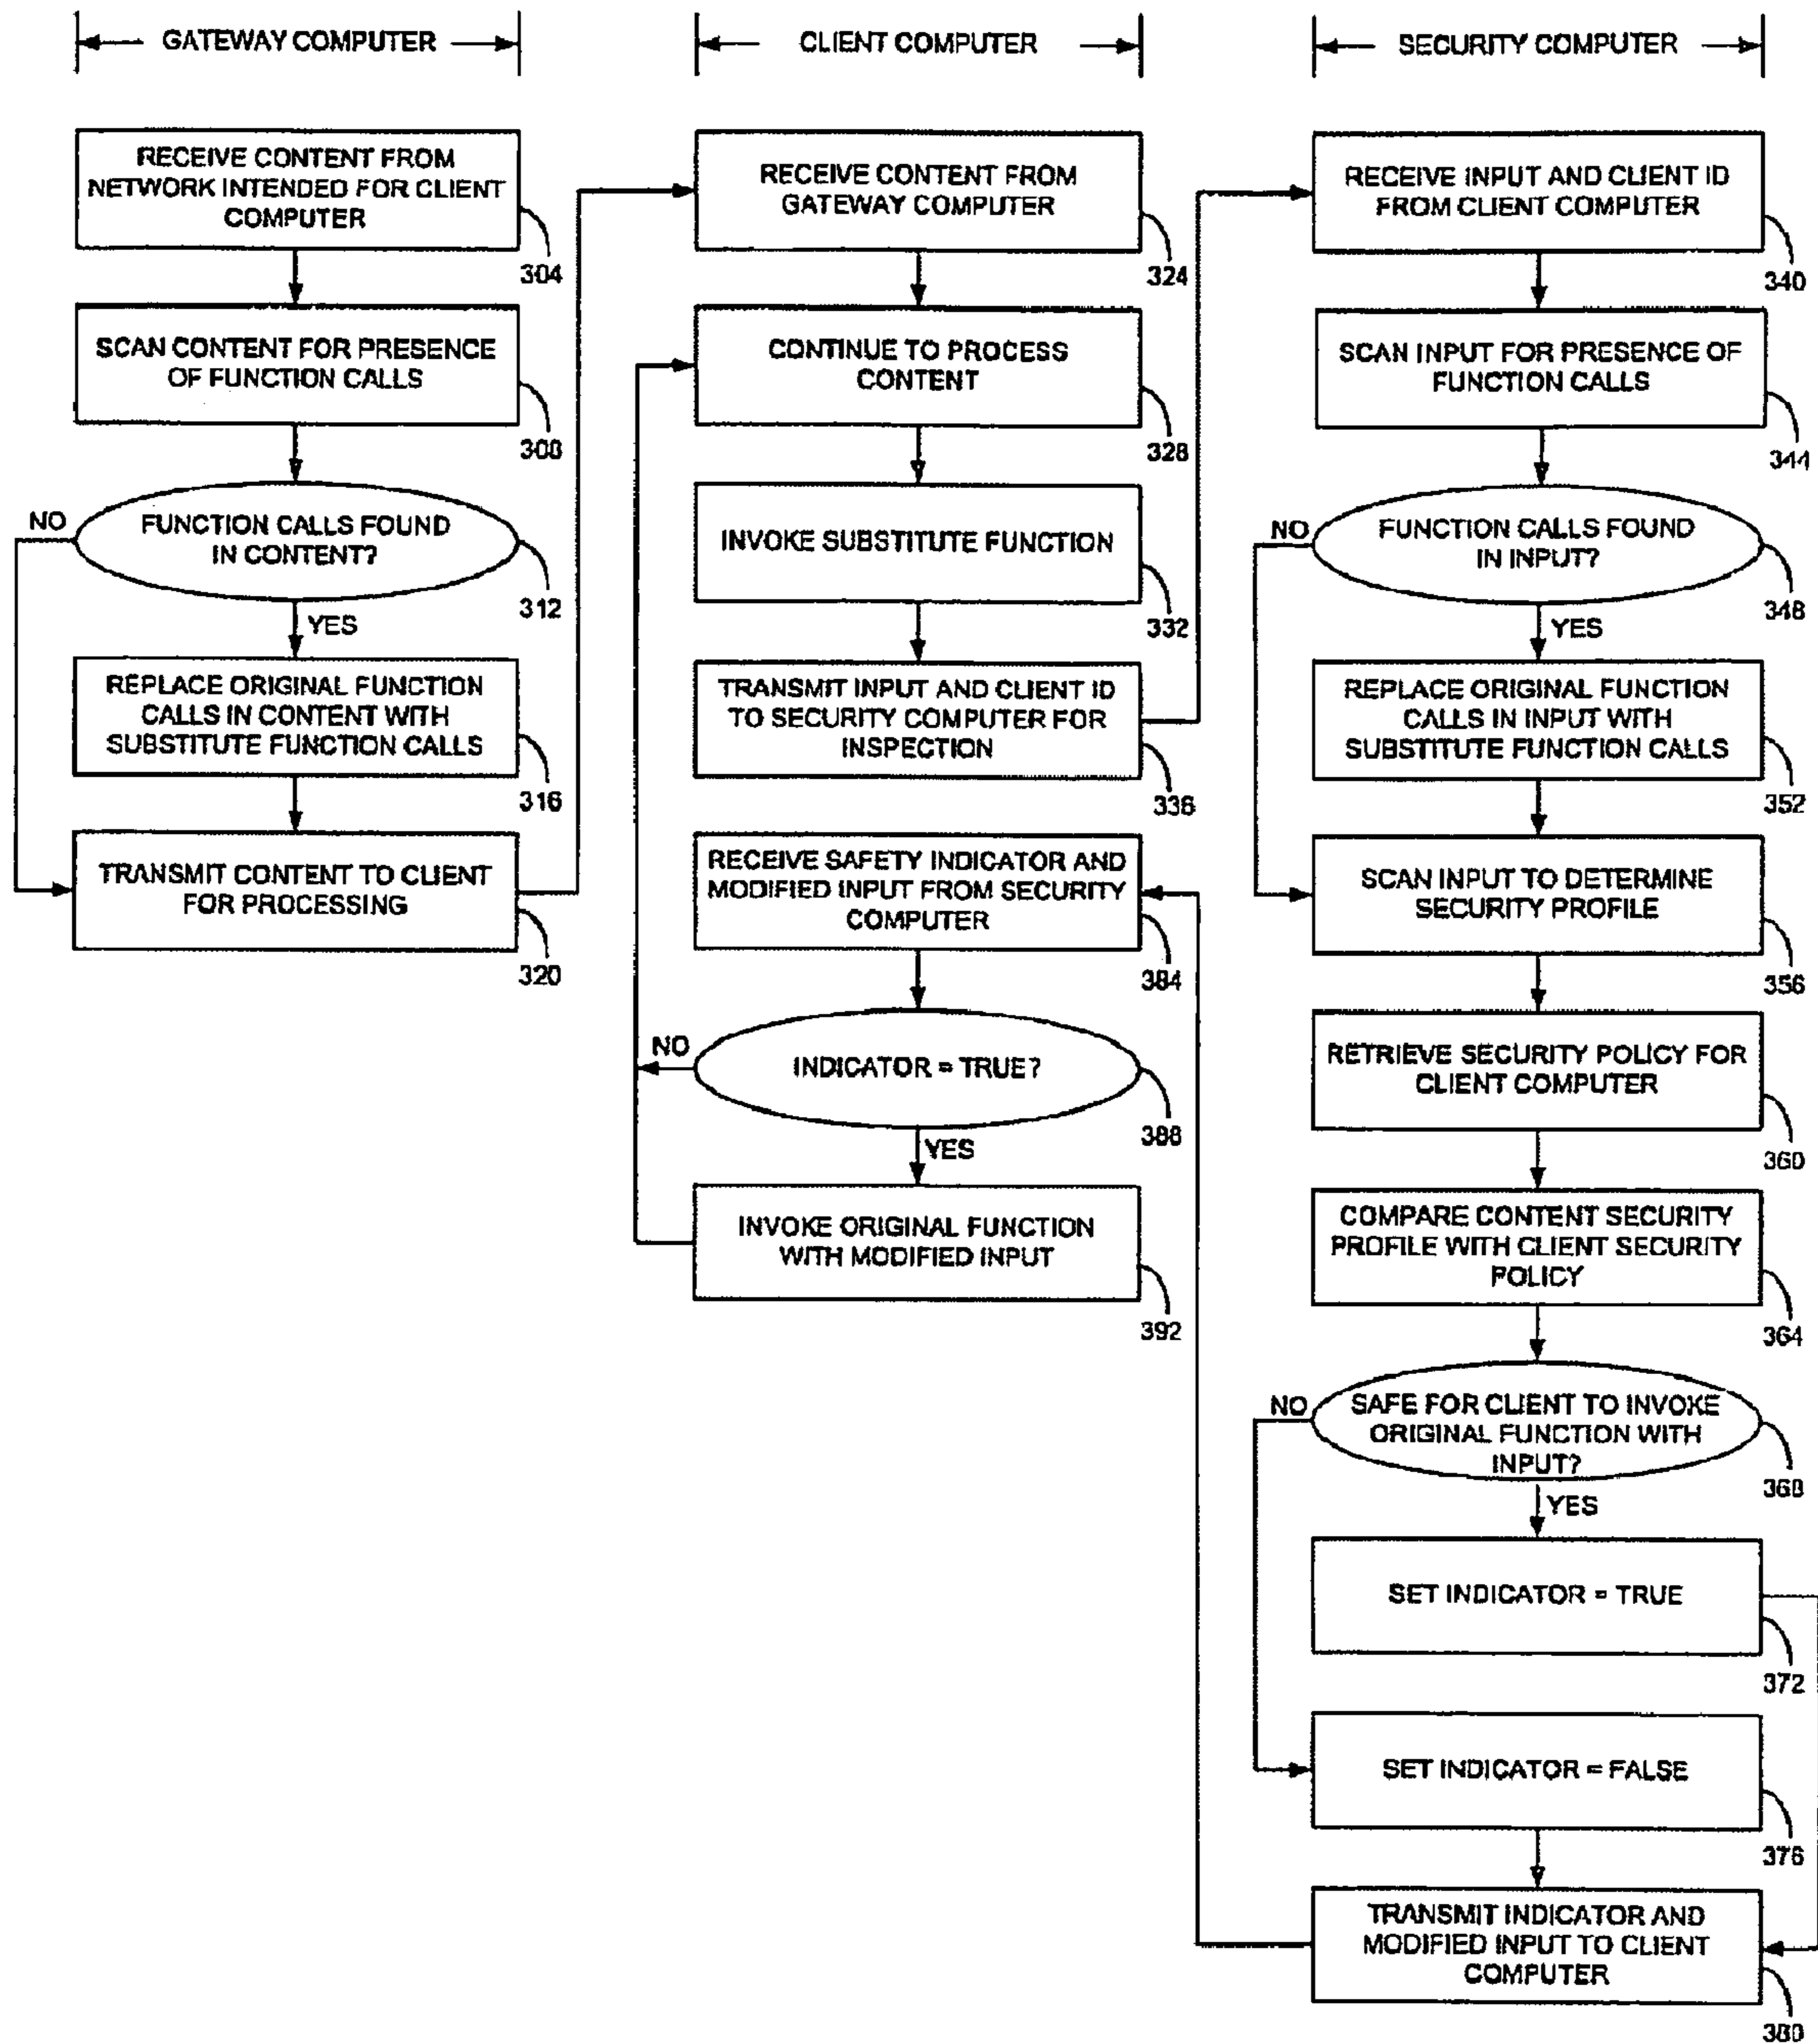 GATEWAY COMPUTER
RECEIVE CONTENT FROM
NETWORK INTENDED FOR CLIENT
COMPUTER
304
SCAN CONTENT FOR PRESENCE
OF FUNCTION CALLS
308
FUNCTION CALLS FOUND
IN CONTENT?
NO
312
YES
REPLACE ORIGINAL FUNCTION
CALLS IN CONTENT WITH
SUBSTITUTE FUNCTION CALLS
316
TRANSMIT CONTENT TO CLIENT
FOR PROCESSING
320
CLIENT COMPUTER
RECEIVE CONTENT FROM
GATEWAY COMPUTER
324
CONTINUE TO PROCESS
CONTENT
328
INVOKE SUBSTITUTE FUNCTION
332
TRANSMIT INPUT AND CLIENT ID
TO SECURITY COMPUTER FOR
INSPECTION
336
RECEIVE SAFETY INDICATOR AND
MODIFIED INPUT FROM SECURITY
COMPUTER
384
NO
INDICATOR = TRUE?
388
YES
INVOKE ORIGINAL FUNCTION
WITH MODIFIED INPUT
392
SECURITY COMPUTER
RECEIVE INPUT AND CLIENT ID
FROM CLIENT COMPUTER
340
SCAN INPUT FOR PRESENCE OF
FUNCTION CALLS
344
NO
FUNCTION CALLS FOUND
IN INPUT?
348
YES
REPLACE ORIGINAL FUNCTION
CALLS IN INPUT WITH
SUBSTITUTE FUNCTION CALLS
352
SCAN INPUT TO DETERMINE
SECURITY PROFILE
356
RETRIEVE SECURITY POLICY FOR
CLIENT COMPUTER
360
COMPARE CONTENT SECURITY
PROFILE WITH CLIENT SECURITY
POLICY
364
NO
SAFE FOR CLIENT TO INVOKE
ORIGINAL FUNCTION WITH
INPUT?
368
YES
SET INDICATOR = TRUE
372
SET INDICATOR = FALSE
376
TRANSMIT INDICATOR AND
MODIFIED INPUT TO CLIENT
COMPUTER
380